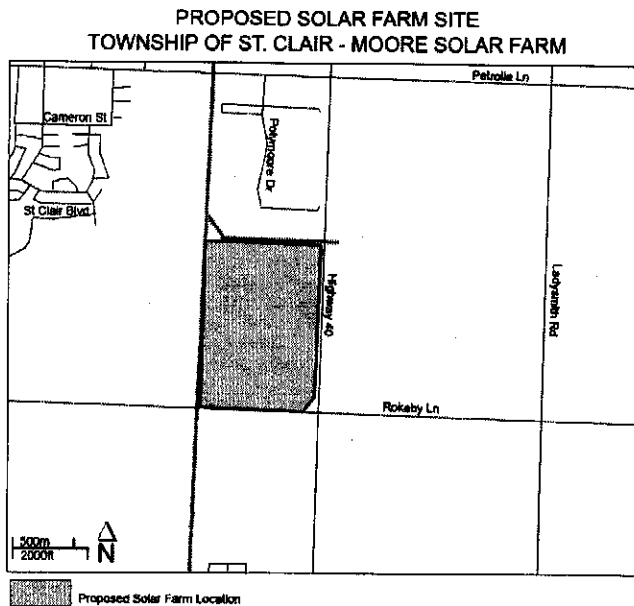 PROPOSED SOLAR FARM SITE
TOWNSHIP OF ST. CLAIR - MOORE SOLAR FARM
Petrolia Ln
Cameron St
Polymoore Dr
St Clair Blvd
Highway 40
Ladysmith Rd
Rokeby Ln
500m
2000ft
N
Proposed Solar Farm Location